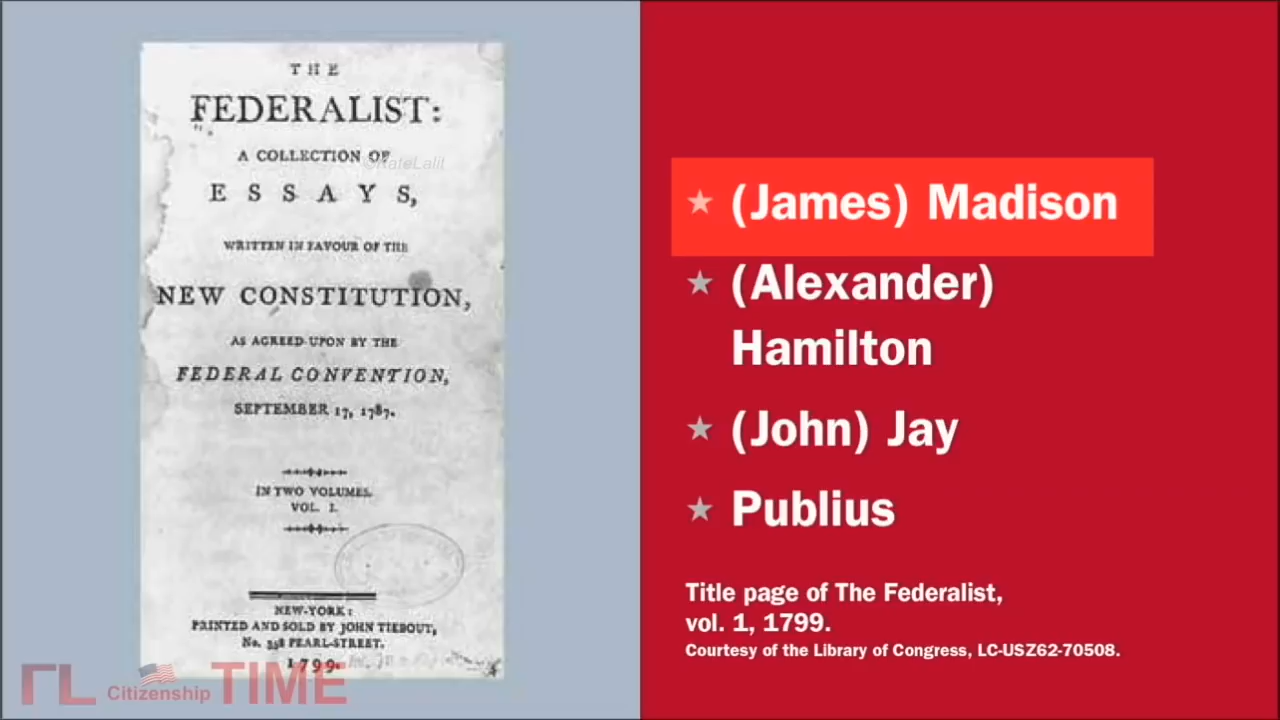 THE
FEDERALIST:
A COLLECTION OF
ESSAYS,
WRITTEN IN FAVOUR OF THE
NEW CONSTITUTION,
AS AGREED UPON BY THE
FEDERAL CONVENTION,
SEPTEMBER 17, 1787.
IN TWO VOLUMES.
VOL. I.
NEW-YORK:
PRINTED AND SOLD BY JOHN TIEBOUT,
No. 358 PEARL-STREET.
1799.
©RafeLalit
(James) Madison
(Alexander)
Hamilton
(John) Jay
Publius
Title page of The Federalist,
vol. 1, 1799.
Courtesy of the Library of Congress, LC-USZ62-70508.
Citizenship TIME